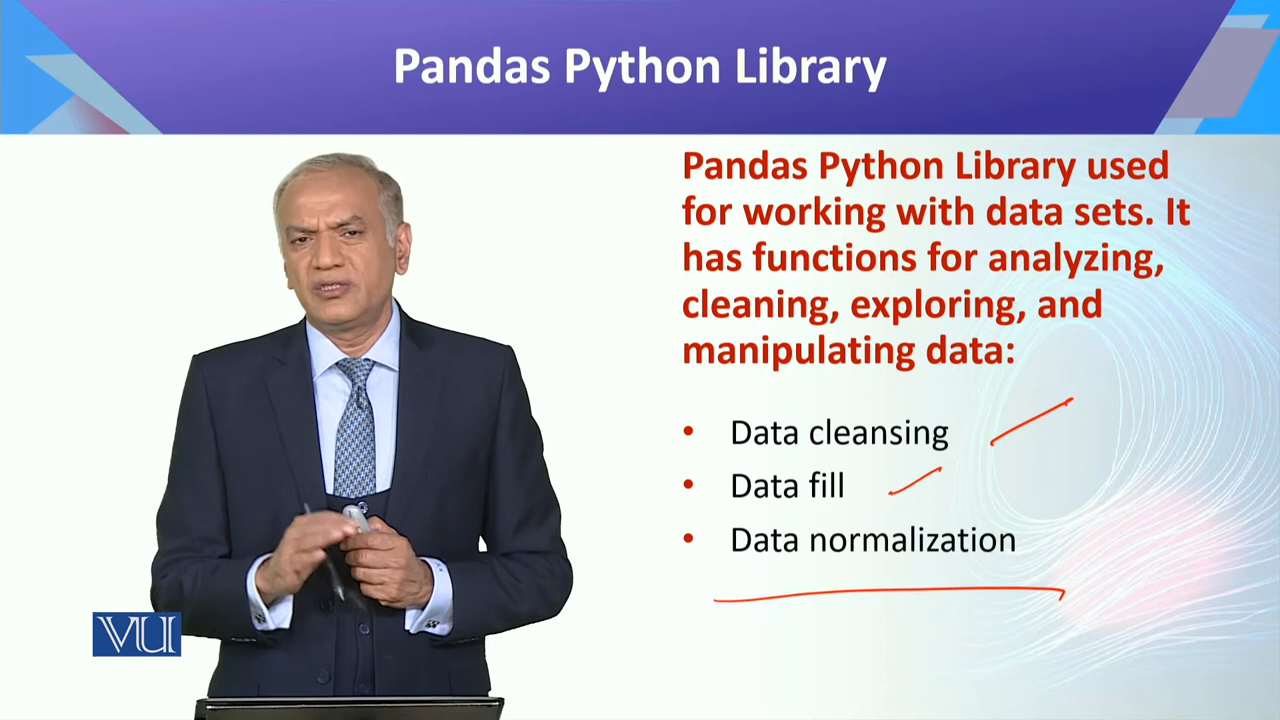 Pandas Python Library
Pandas Python Library used
for working with data sets. It
has functions for analyzing,
cleaning, exploring, and
manipulating data:
• Data cleansing
• Data fill
• Data normalization
VU